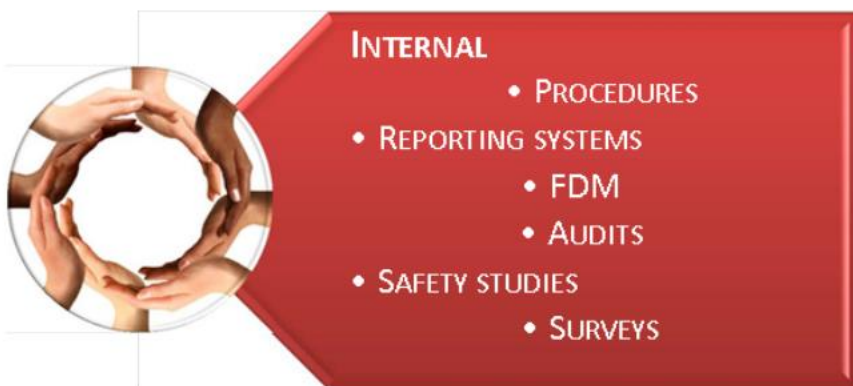 INTERNAL
• PROCEDURES
• REPORTING SYSTEMS
• FDM
• AUDITS
• SAFETY STUDIES
• SURVEYS